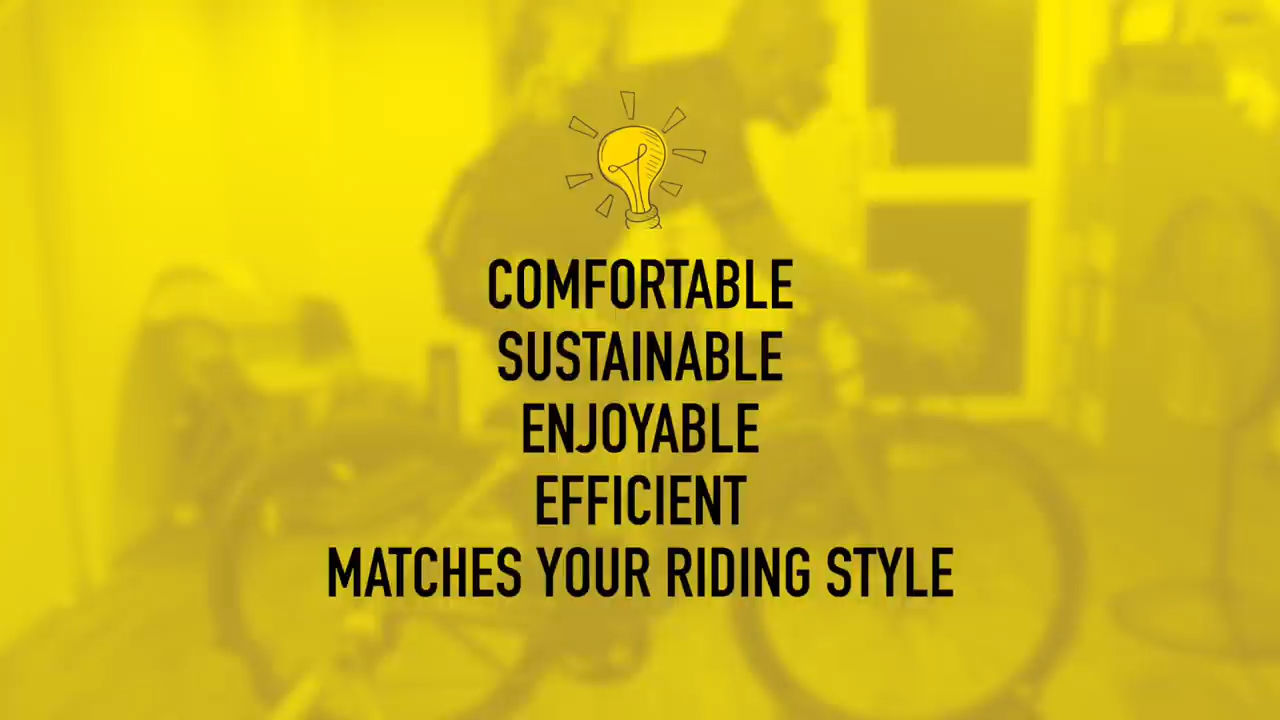 COMFORTABLE
SUSTAINABLE
ENJOYABLE
EFFICIENT
MATCHES YOUR RIDING STYLE